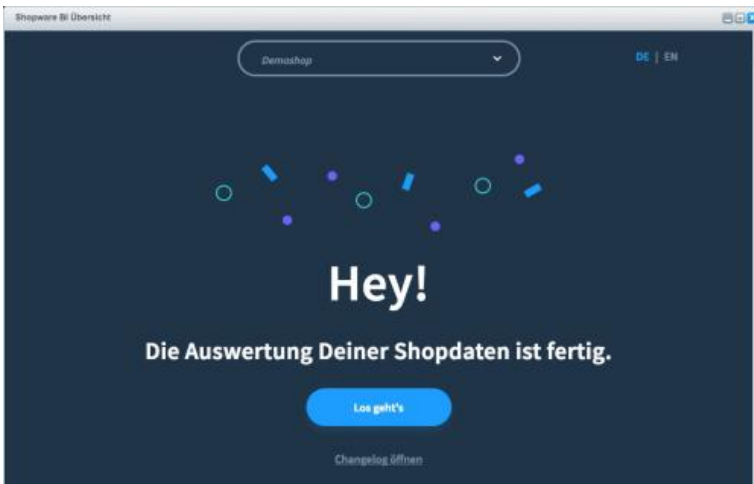 Shopware BI Übersicht
Demoshop
DE | EN
Hey!
Die Auswertung Deiner Shopdaten ist fertig.
Los geht's
Changelog öffnen